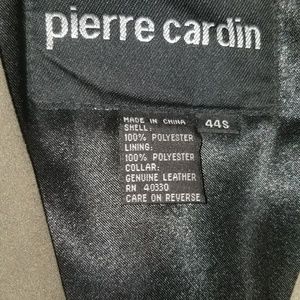 pierre cardin
MADE IN CHINA
44S
SHELL:
100% POLYESTER
LINING:
100% POLYESTER
COLLAR:
GENUINE LEATHER
RN 40330
CARE ON REVERSE